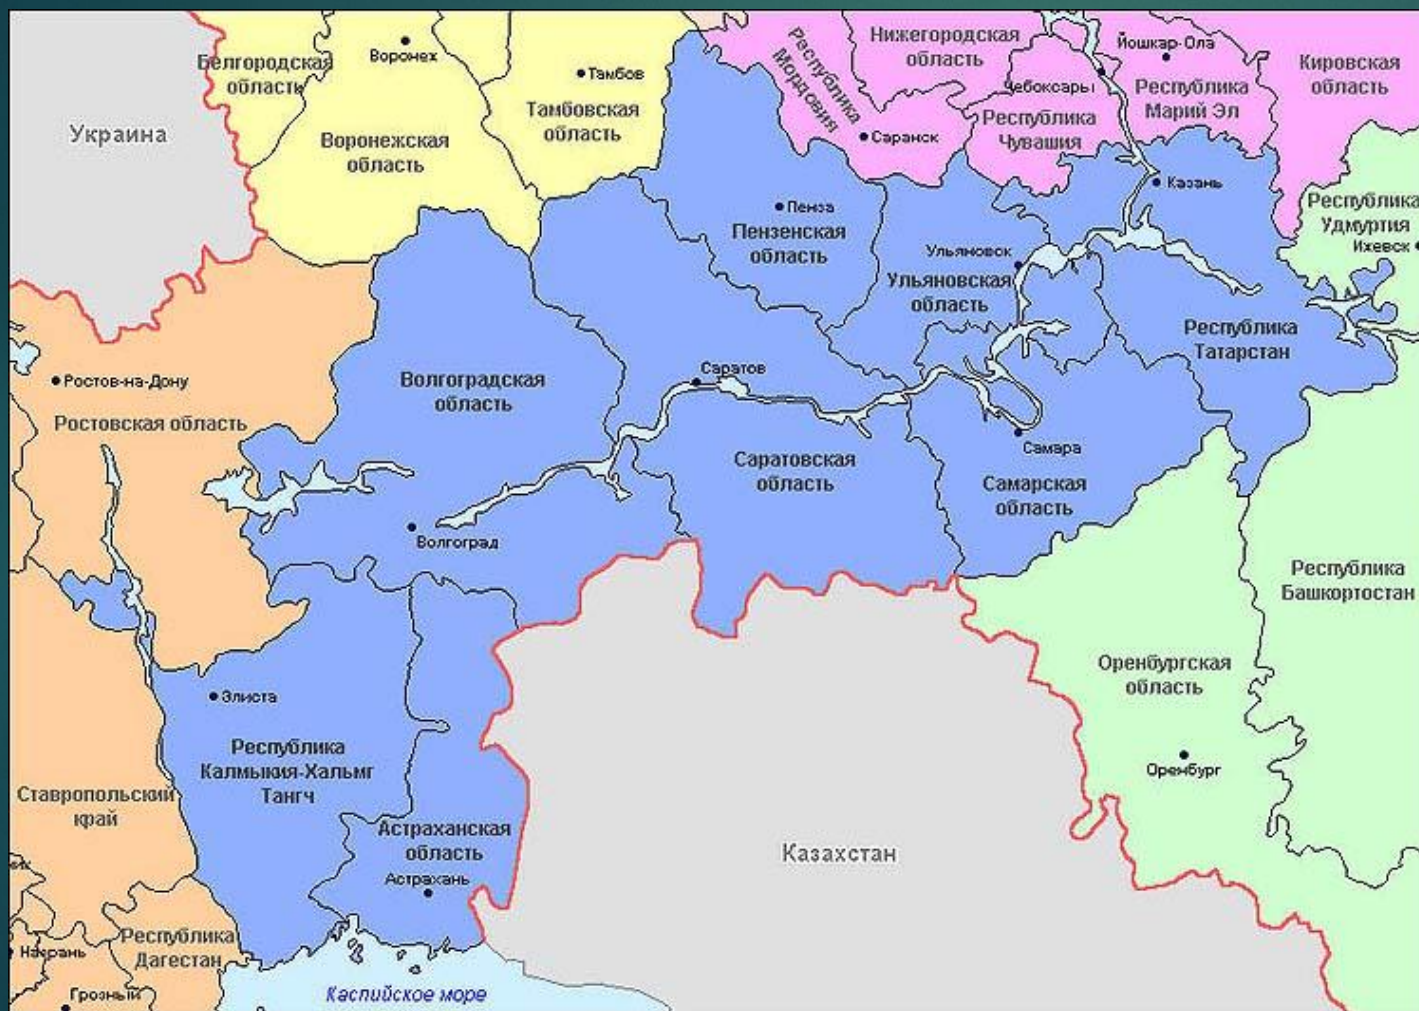 Белгородская
область
Воронех
Тамбов
Тамбовская
область
Воронежская
область
Украина
Республика
Мордовия
Саранск
Нижегородская
область
Чебоксары
Республика
Чувашия
Йошкар-Ола
Республика
Марий Эл
Кировская
область
Казань
Республика
Удмуртия
Ижевск
Пенза
Пензенская
область
Ульяновск
Ульяновская
область
Республика
Татарстан
Ростов-на-Дону
Ростовская область
Волгоградская
область
Саратов
Саратовская
область
Самара
Самарская
область
Волгоград
Республика
Башкортостан
Оренбургская
область
Оренбург
Элиста
Республика
Калмыкия-Хальмг
Тангч
Ставропольский
край
Астраханская
область
Астрахань
Казахстан
Республика
Дагестан
Назрань
Грозный
Каспийское море